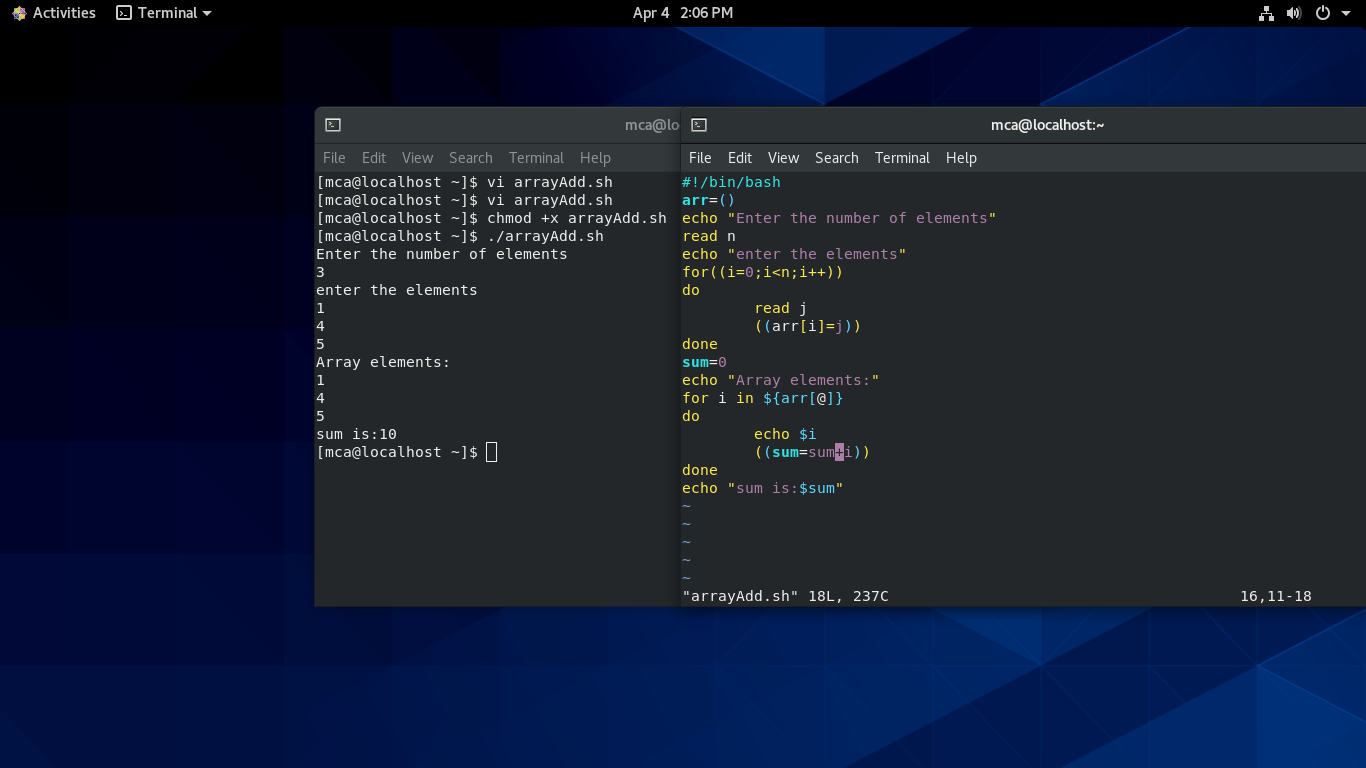 Activities Terminal Apr 4 2:06 PM
mca@lo
File Edit View Search Terminal Help
[mca@localhost ~]$ vi arrayAdd.sh
[mca@localhost ~]$ vi arrayAdd.sh
[mca@localhost ~]$ chmod +x arrayAdd.sh
[mca@localhost ~]$ ./arrayAdd.sh
Enter the number of elements
3
enter the elements
1
4
5
Array elements:
1
4
5
sum is:10
[mca@localhost ~]$
mca@localhost:~
File Edit View Search Terminal Help
#!/bin/bash
arr=()
echo "Enter the number of elements"
read n
echo "enter the elements"
for((i=0;i<n;i++))
do
        read j
        ((arr[i]=j))
done
sum=0
echo "Array elements:"
for i in ${arr[@]}
do
        echo $i
        ((sum=sum+i))
done
echo "sum is:$sum"
~
~
~
~
~
"arrayAdd.sh" 18L, 237C 16,11-18